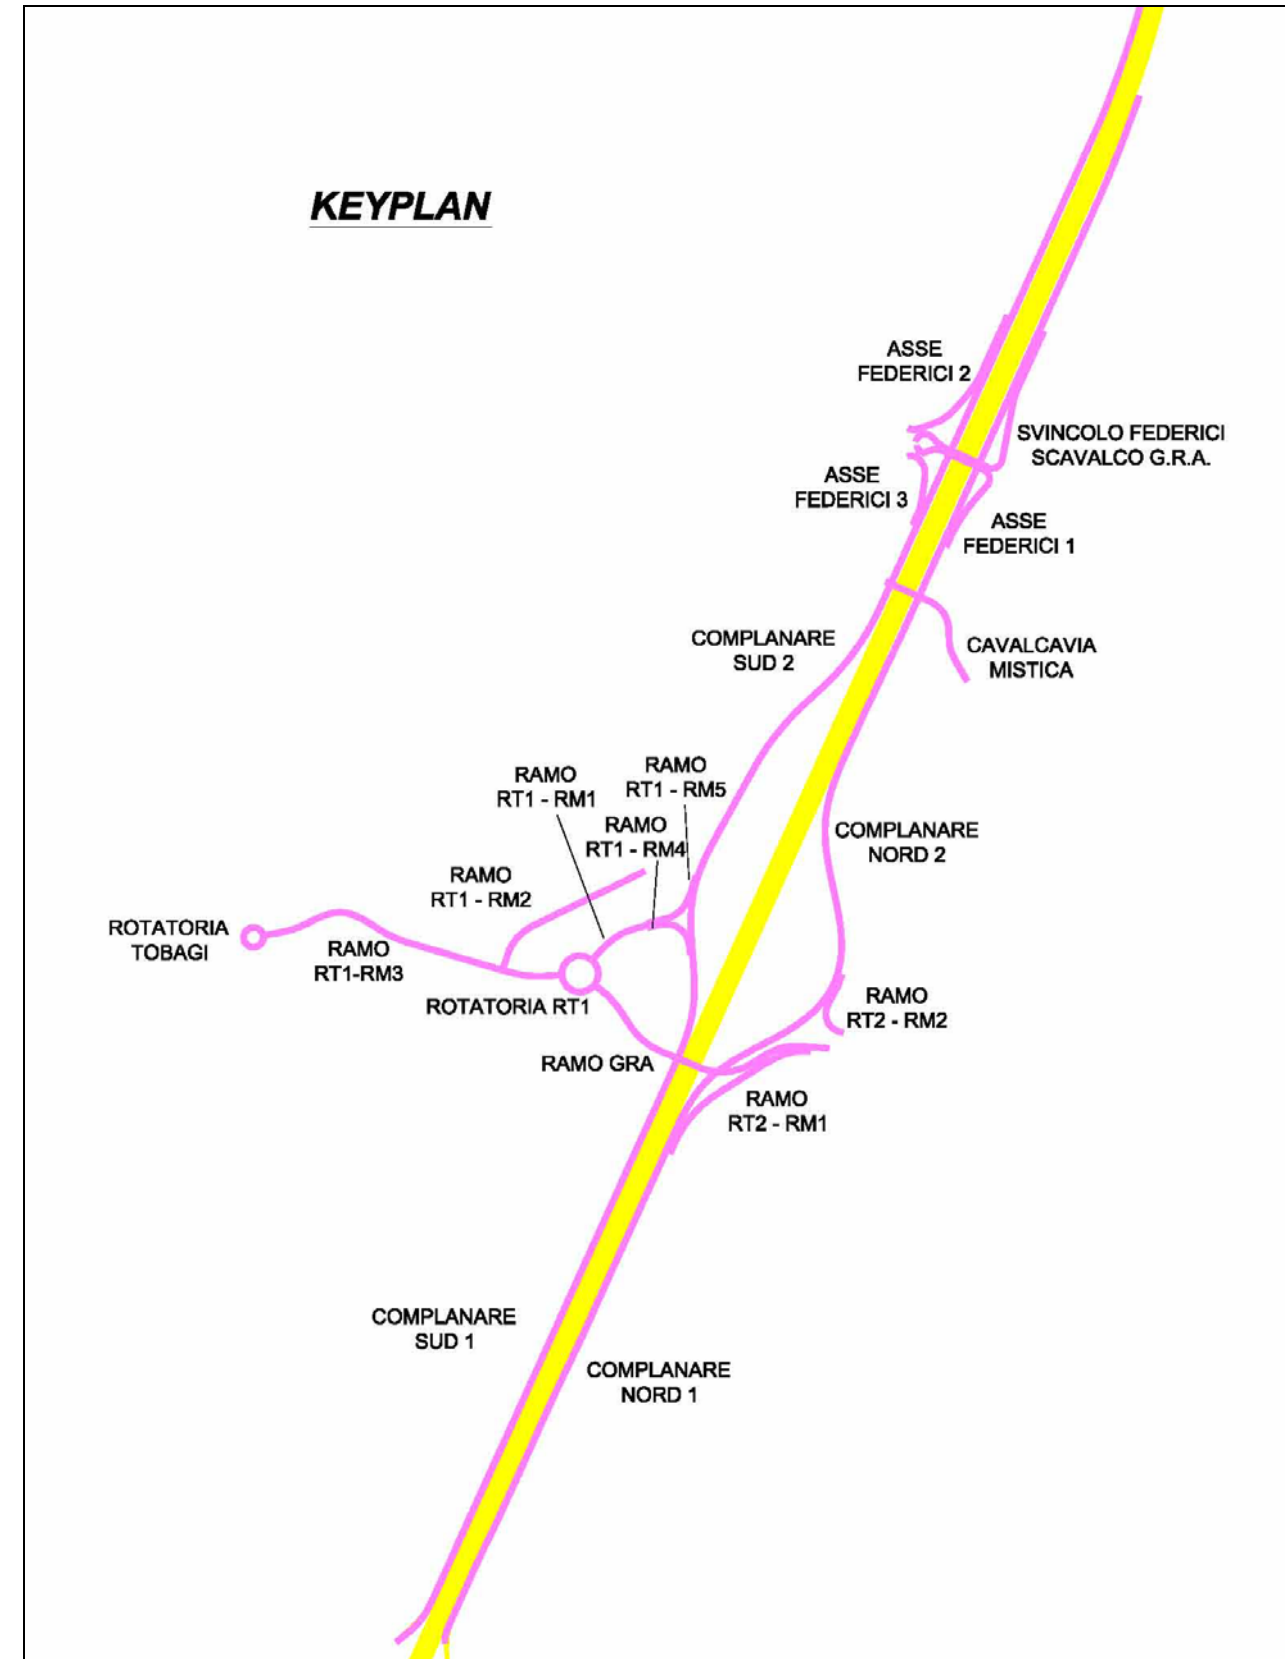 KEYPLAN
ASSE
FEDERICI 2
SVINCOLO FEDERICI
SCAVALCO G.R.A.
ASSE
FEDERICI 3
ASSE
FEDERICI 1
COMPLANARE
SUD 2
CAVALCAVIA
MISTICA
RAMO
RT1 - RM5
RAMO
RT1 - RM1
RAMO
RT1 - RM4
COMPLANARE
NORD 2
RAMO
RT1 - RM2
ROTATORIA
TOBAGI
RAMO
RT1-RM3
ROTATORIA RT1
RAMO
RT2 - RM2
RAMO GRA
RAMO
RT2 - RM1
COMPLANARE
SUD 1
COMPLANARE
NORD 1